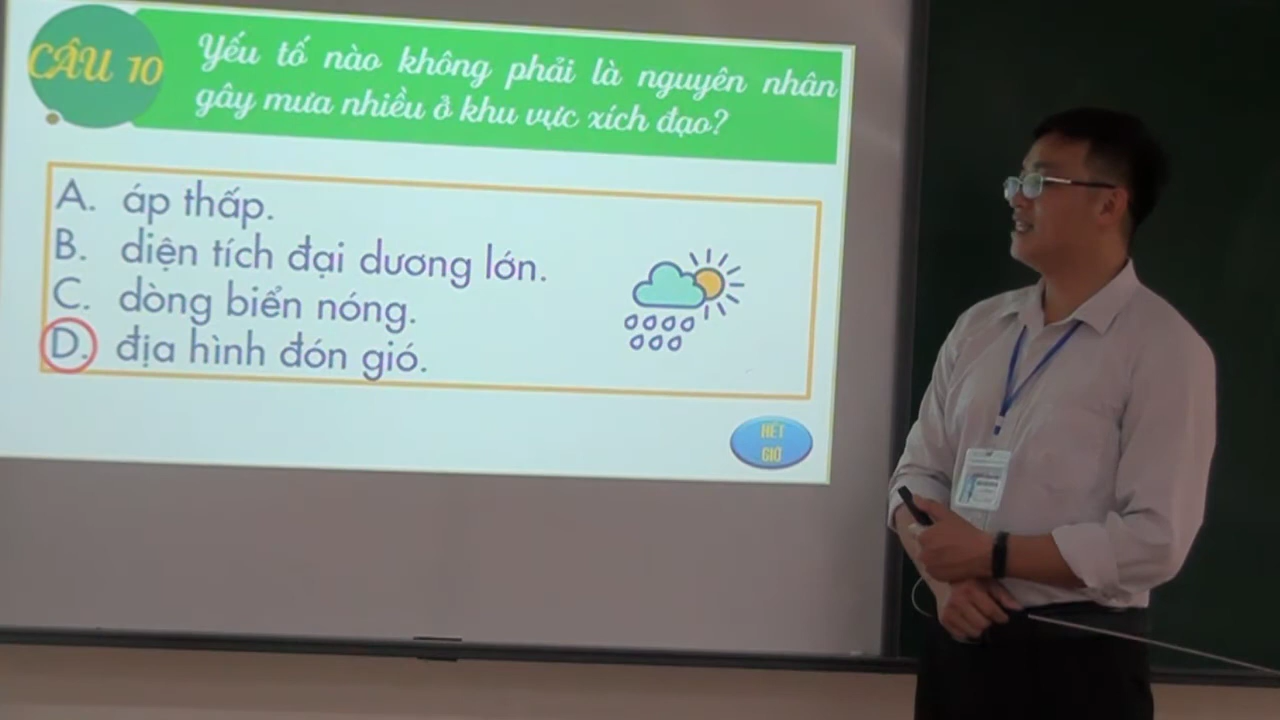 CÂU 10
Yếu tố nào không phải là nguyên nhân
gây mưa nhiều ở khu vực xích đạo?
A. áp thấp.
B. diện tích đại dương lớn.
C. dòng biển nóng.
D. địa hình đón gió.
HẾT
GIỜ